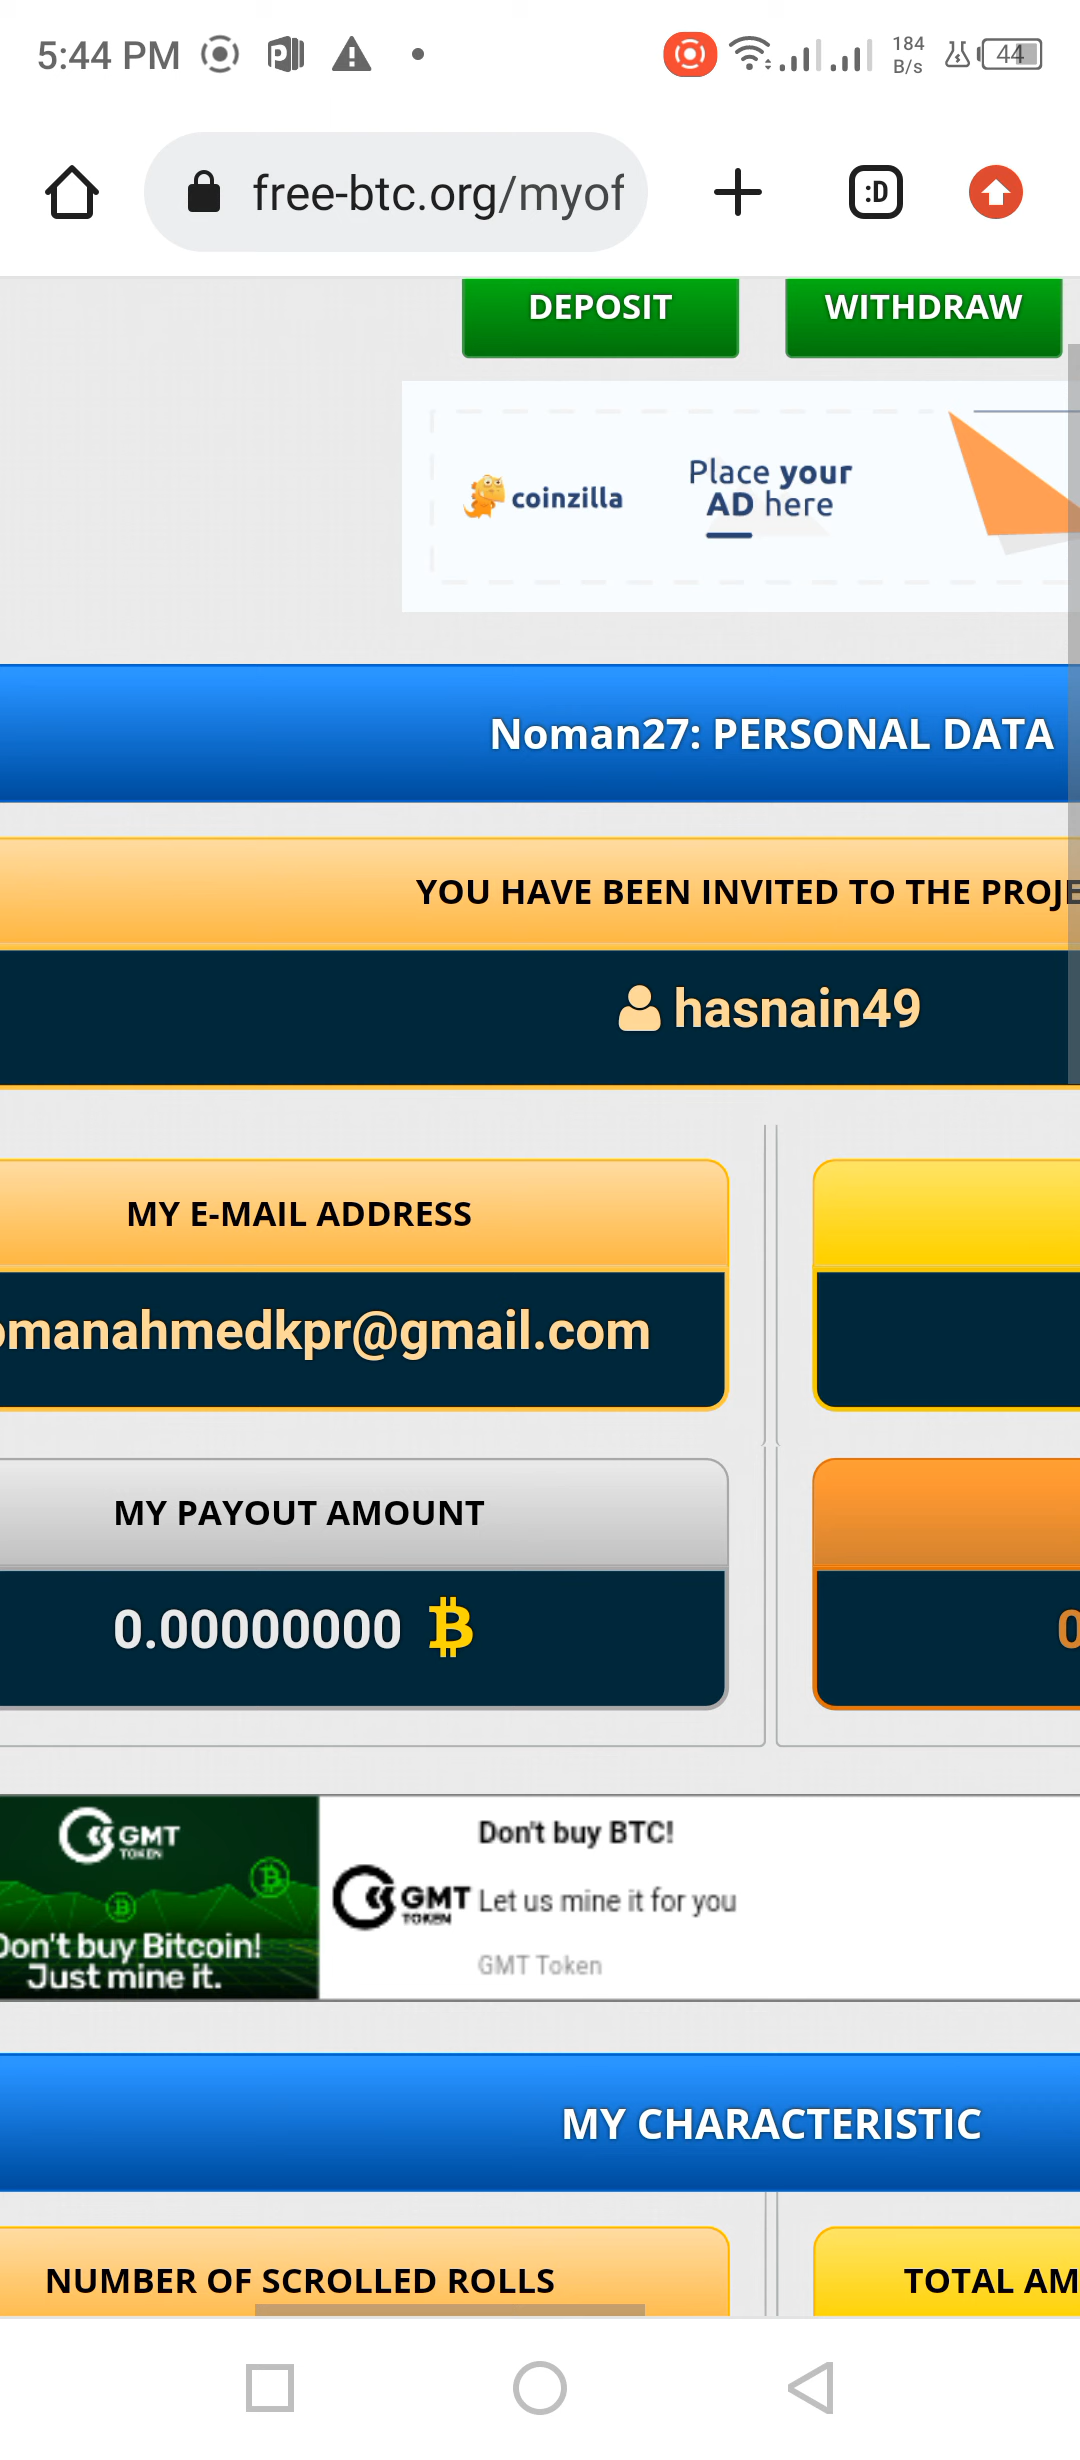 5:44 PM
184
B/s
44
free-btc.org/myof
:D
DEPOSIT
WITHDRAW
coinzilla
Place your
AD here
Noman27: PERSONAL DATA
YOU HAVE BEEN INVITED TO THE PROJE
hasnain49
MY E-MAIL ADDRESS
omanahmedkpr@gmail.com
MY PAYOUT AMOUNT
0.00000000
0
GMT
TOKEN
Don't buy Bitcoin!
Just mine it.
GMT
TOKEN
Don't buy BTC!
Let us mine it for you
GMT Token
MY CHARACTERISTIC
NUMBER OF SCROLLED ROLLS
TOTAL AM